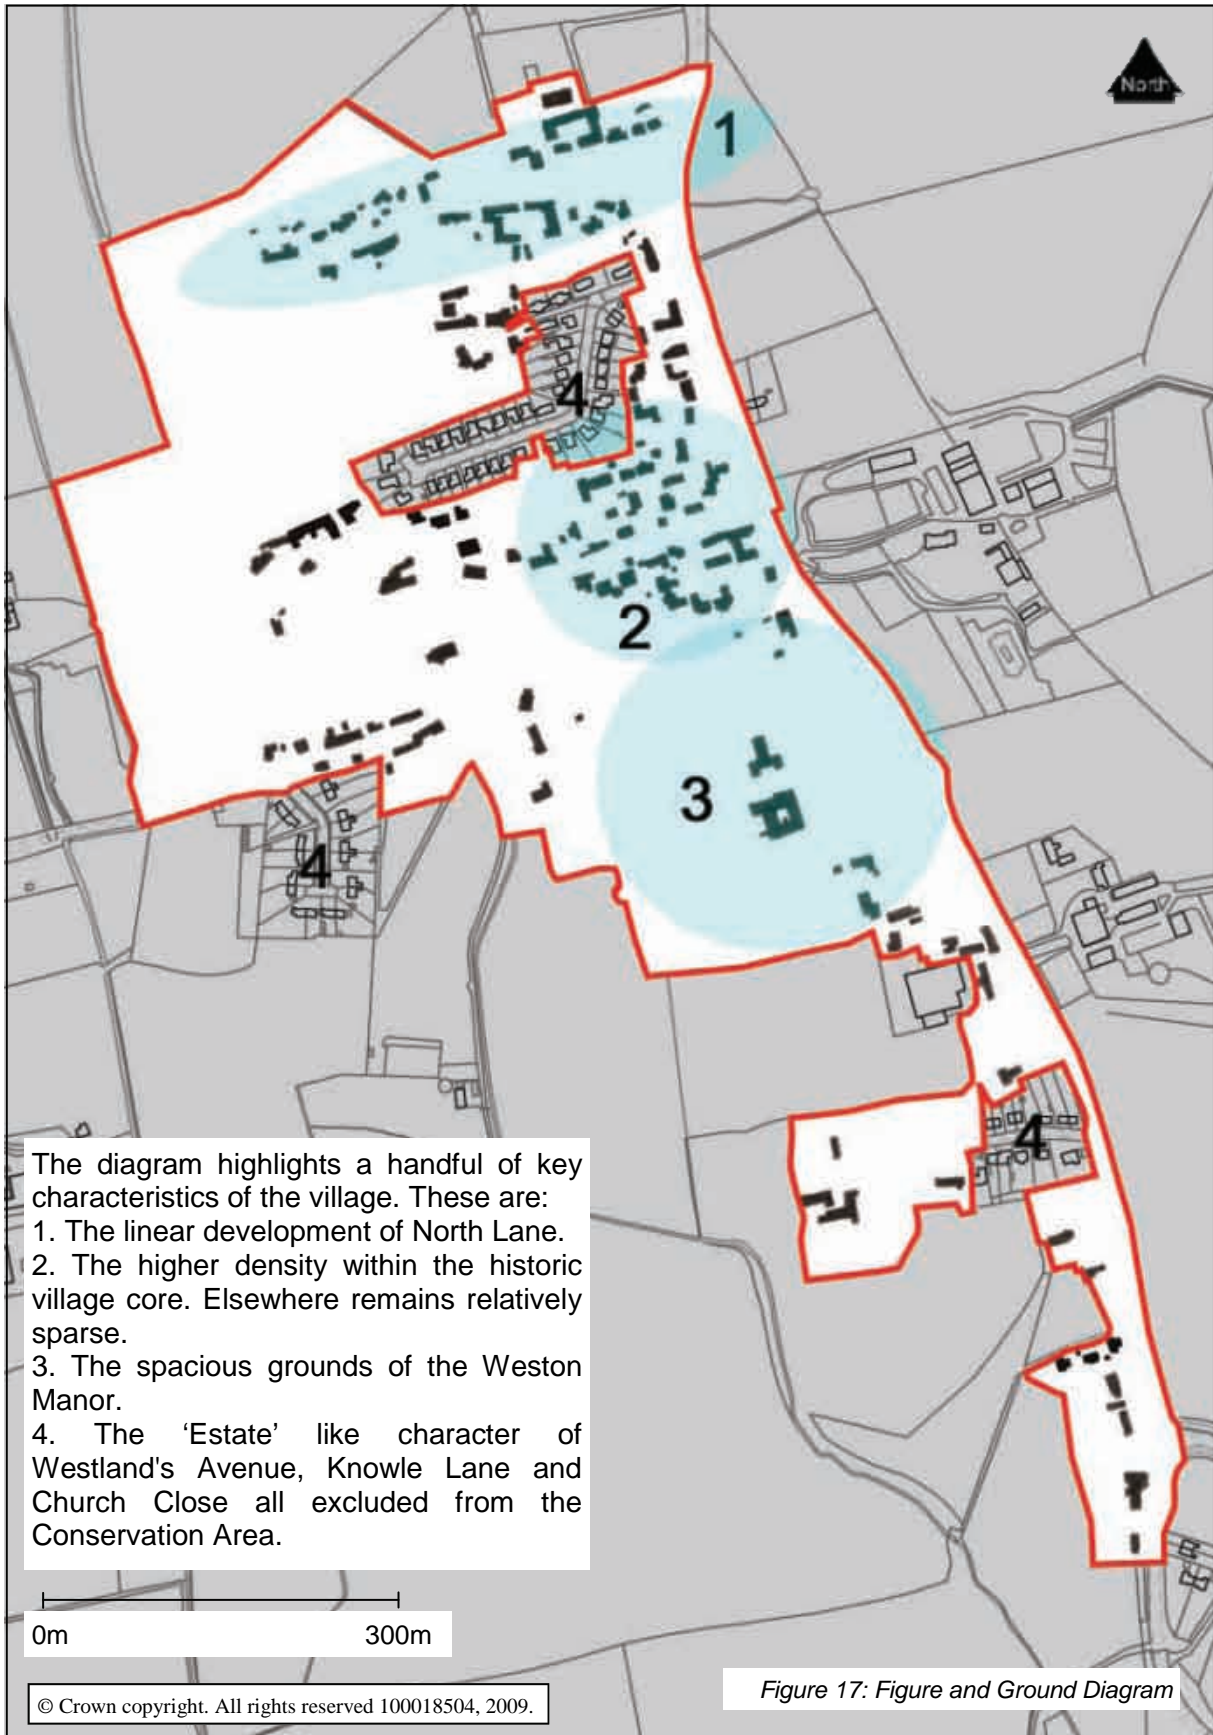 North
1
4
2
3
4
4
The diagram highlights a handful of key
characteristics of the village. These are:
1. The linear development of North Lane.
2. The higher density within the historic
village core. Elsewhere remains relatively
sparse.
3. The spacious grounds of the Weston
Manor.
4. The ‘Estate’ like character of
Westland's Avenue, Knowle Lane and
Church Close all excluded from the
Conservation Area.
0m 300m
© Crown copyright. All rights reserved 100018504, 2009.
Figure 17: Figure and Ground Diagram